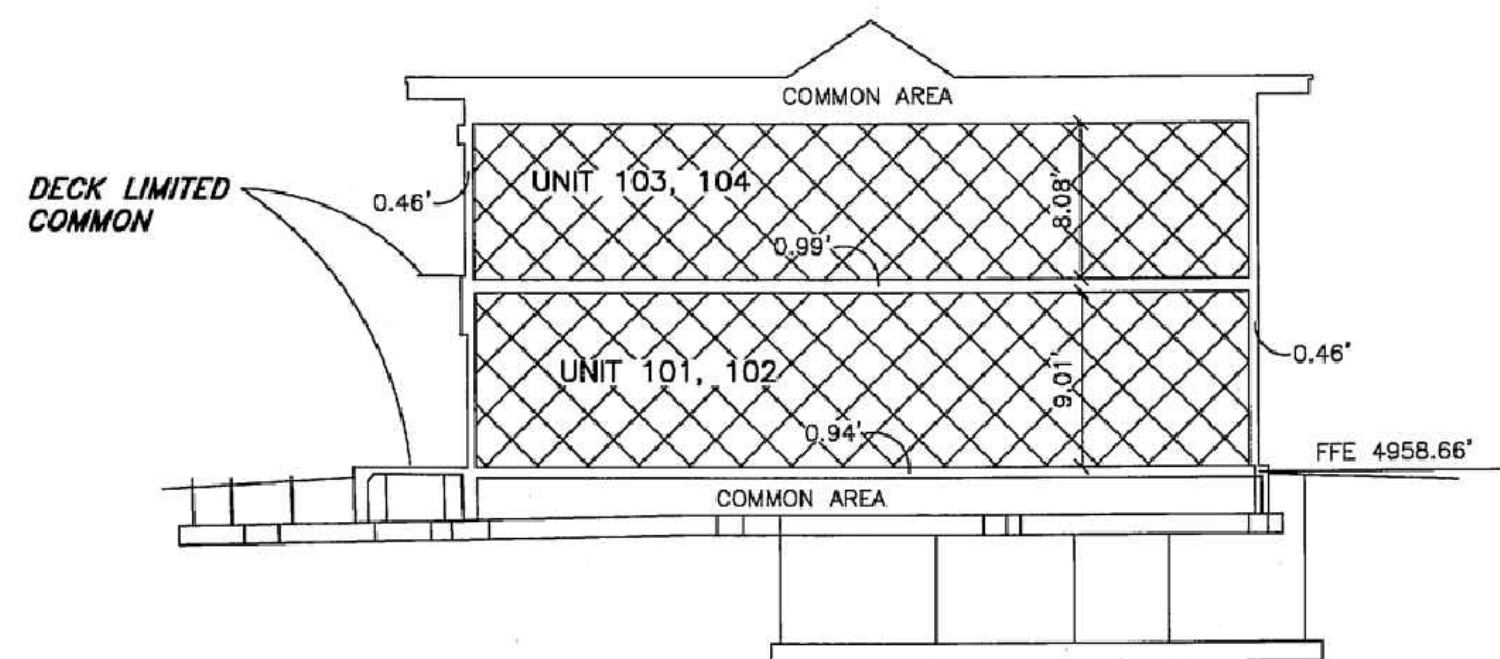 COMMON AREA
UNIT 103, 104
8.08'
DECK LIMITED
COMMON
0.46'
0.99'
UNIT 101, 102
9.01'
0.46'
0.94'
FFE 4958.66'
COMMON AREA